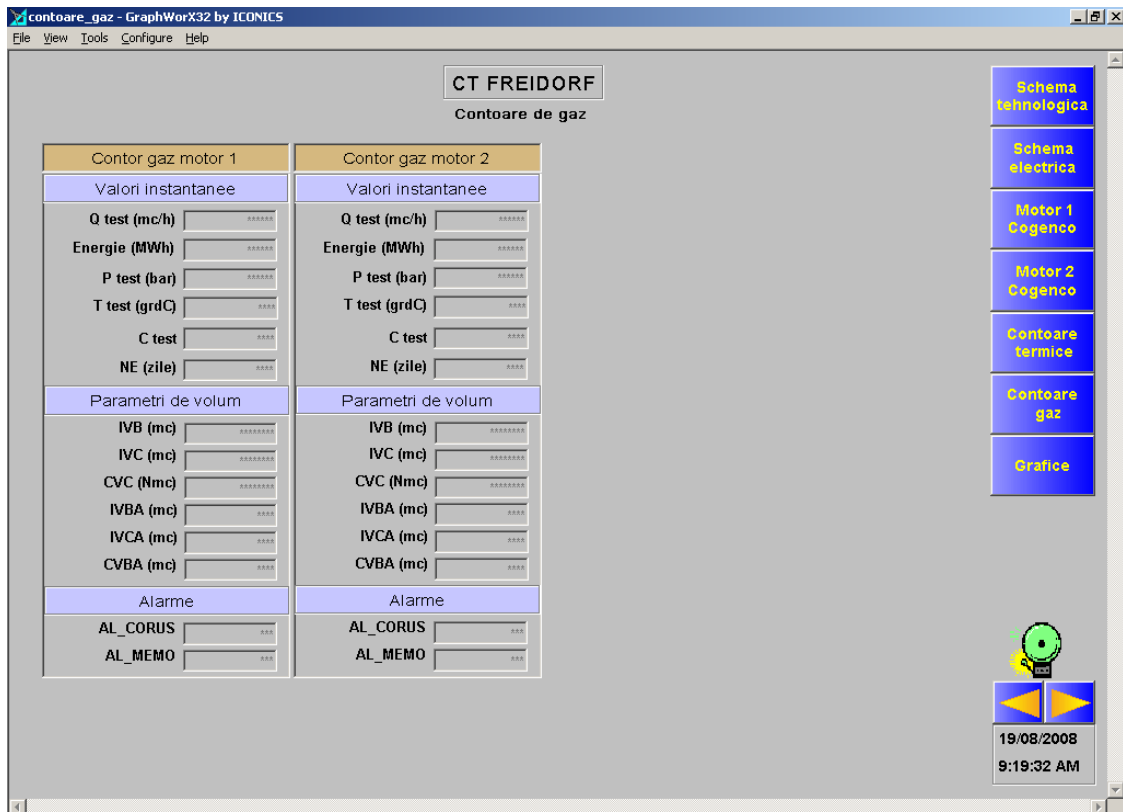 contoare_gaz - GraphWorX32 by ICONICS
File View Tools Configure Help
CT FREIDORF
Contoare de gaz
Contor gaz motor 1
Valori instantanee
Q test (mc/h) ******
Energie (MWh) ******
P test (bar) ******
T test (grdC) ****
C test ****
NE (zile) ****
Parametri de volum
IVB (mc) ********
IVC (mc) ********
CVC (Nmc) ********
IVBA (mc) ****
IVCA (mc) ****
CVBA (mc) ****
Alarme
AL_CORUS ***
AL_MEMO ***
Contor gaz motor 2
Valori instantanee
Q test (mc/h) ******
Energie (MWh) ******
P test (bar) ******
T test (grdC) ****
C test ****
NE (zile) ****
Parametri de volum
IVB (mc) ********
IVC (mc) ********
CVC (Nmc) ********
IVBA (mc) ****
IVCA (mc) ****
CVBA (mc) ****
Alarme
AL_CORUS ***
AL_MEMO ***
Schema
tehnologica
Schema
electrica
Motor 1
Cogenco
Motor 2
Cogenco
Contoare
termice
Contoare
gaz
Grafice
19/08/2008
9:19:32 AM